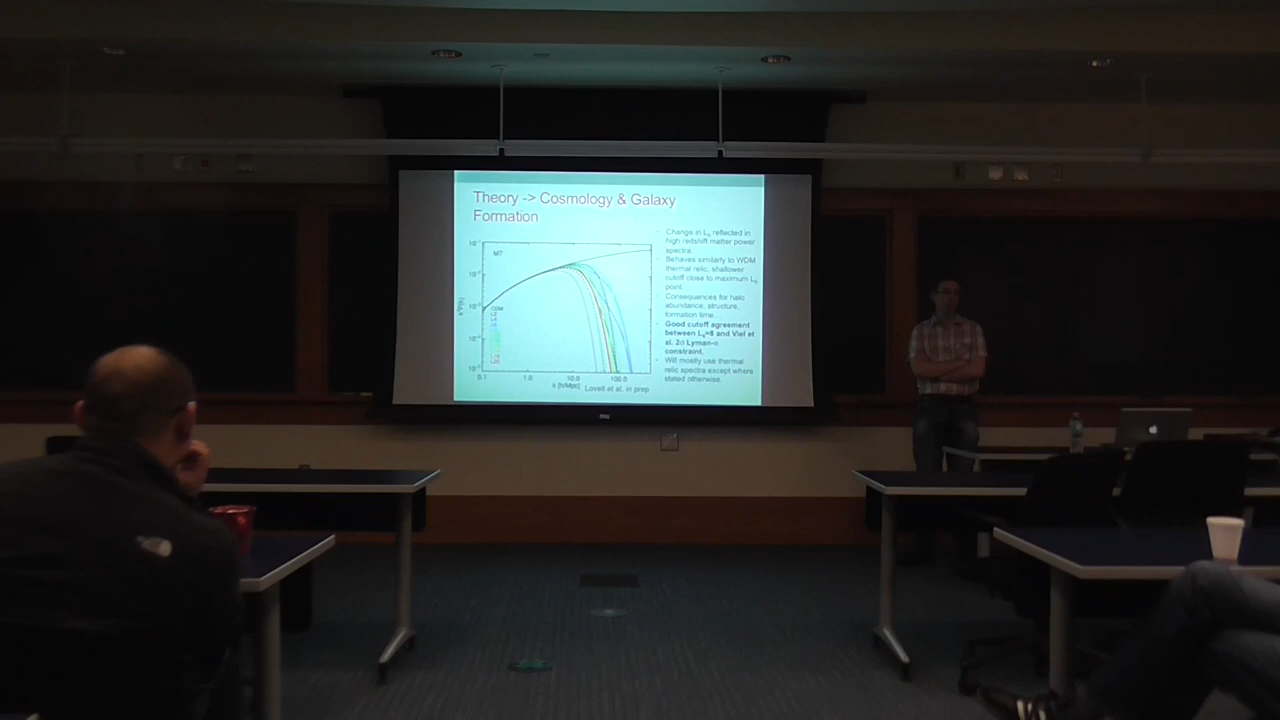 Theory -> Cosmology & Galaxy
Formation
Change in L6 reflected in
high redshift matter power
spectra
Behaves similarly to WDM
thermal relic, shallower
cutoff close to maximum L6
point.
Consequences for halo
abundance, structure,
formation time...
Good cutoff agreement
between L6=8 and Viel et
al. 2σ Lyman-α
constraint.
Will mostly use thermal
relic spectra except where
stated otherwise.
M7
CDM
0.1 1.0 10.0 100.0
k [h/Mpc]
Lovell et al. in prep